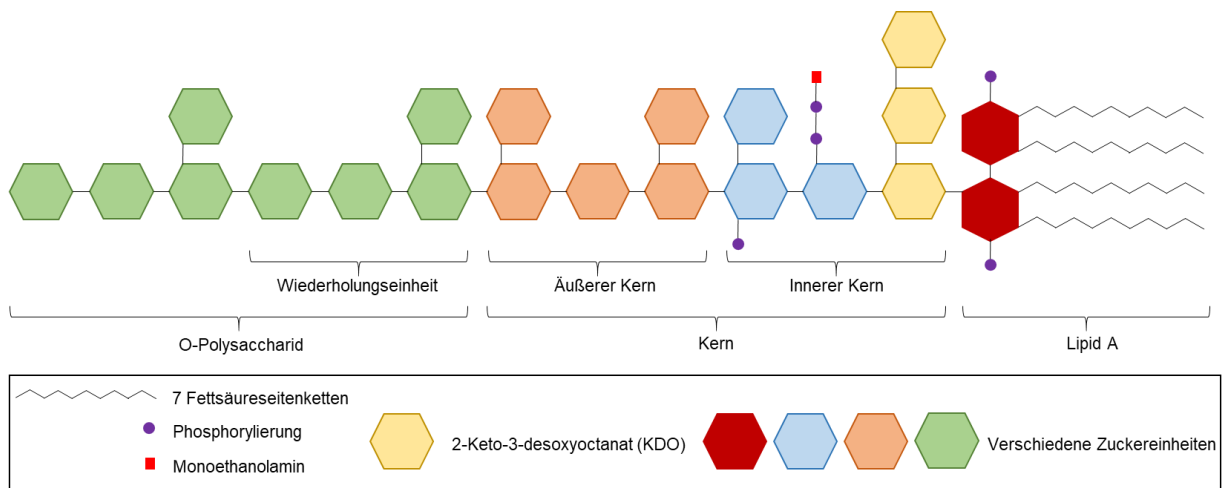 Wiederholungseinheit
Äußerer Kern
Innerer Kern
O-Polysaccharid
Kern
Lipid A
7 Fettsäureseitenketten
Phosphorylierung
Monoethanolamin
2-Keto-3-desoxyoctanat (KDO)
Verschiedene Zuckereinheiten